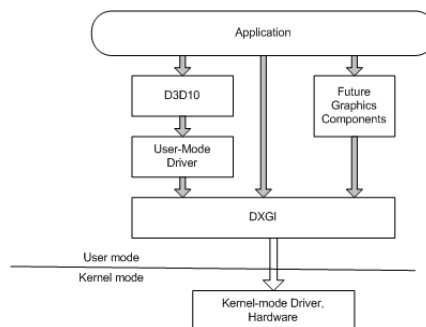 Application
D3D10
Future
Graphics
Components
User-Mode
Driver
DXGI
User mode
Kernel mode
Kernel-mode Driver,
Hardware